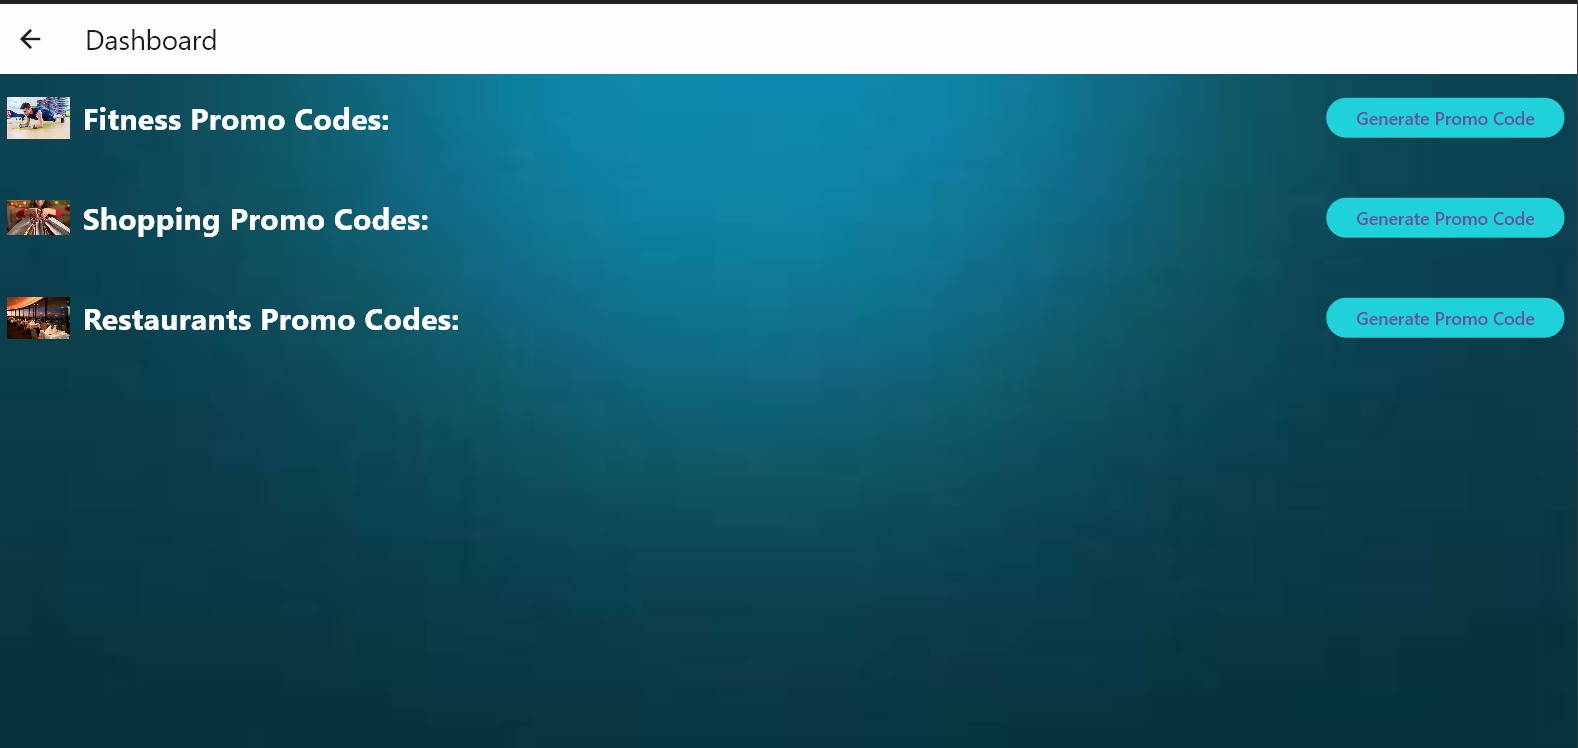 Dashboard
Fitness Promo Codes:
Generate Promo Code
Shopping Promo Codes:
Generate Promo Code
Restaurants Promo Codes:
Generate Promo Code